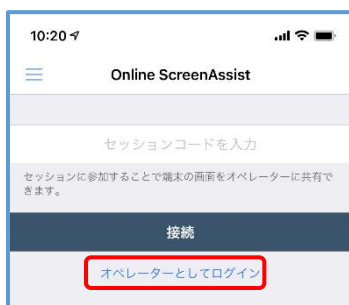 10:20
Online ScreenAssist
セッションコードを入力
セッションに参加することで端末の画面をオペレーターに共有で
きます。
接続
オペレーターとしてログイン